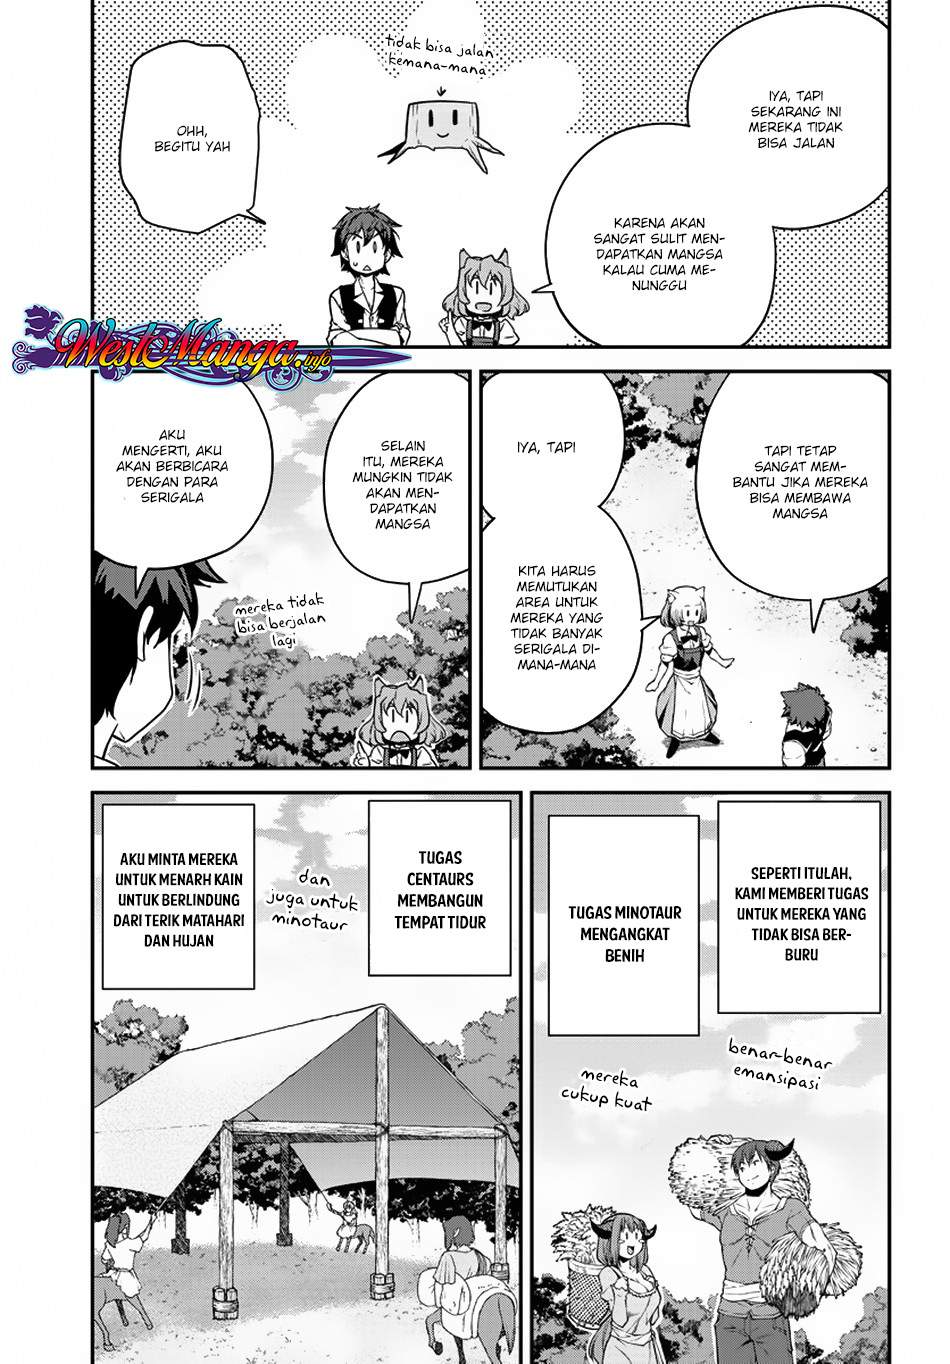 IYA, TAPI
SEKARANG INI
MEREKA TIDAK
BISA JALAN
KARENA AKAN
SANGAT SULIT MEN-
DAPATKAN MANGSA
KALAU CUMA ME-
NUNGGU
tidak bisa jalan
kemana-mana
OHH,
BEGITU YAH
WestManga.info
TAPI TETAP
SANGAT MEM-
BANTU JIKA MEREKA
BISA MEMBAWA
MANGSA
IYA, TAPI
KITA HARUS
MEMUTUKAN
AREA UNTUK
MEREKA YANG
TIDAK BANYAK
SERIGALA DI-
MANA-MANA
SELAIN
ITU, MEREKA
MUNGKIN TIDAK
AKAN MEN-
DAPATKAN
MANGSA
AKU
MENGERTI, AKU
AKAN BERBICARA
DENGAN PARA
SERIGALA
mereka tidak
bisa berjalan
lagi
SEPERTI ITULAH,
KAMI MEMBERI TUGAS
UNTUK MEREKA YANG
TIDAK BISA BER-
BURU
TUGAS MINOTAUR
MENGANGKAT
BENIH
benar-benar
emansipasi
mereka
cukup kuat
TUGAS
CENTAURS
MEMBANGUN
TEMPAT TIDUR
dan
juga untuk
minotaur
AKU MINTA MEREKA
UNTUK MENARH KAIN
UNTUK BERLINDUNG
DARI TERIK MATAHARI
DAN HUJAN